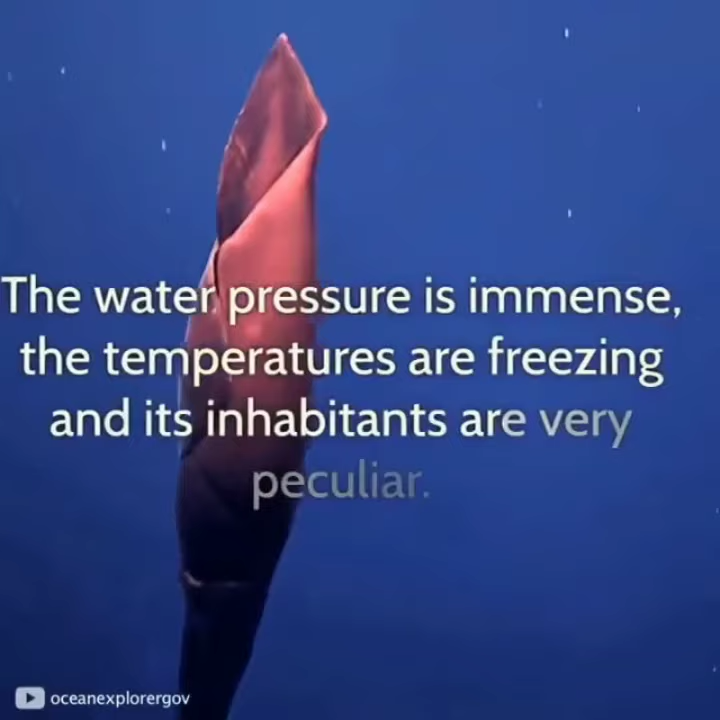 The water pressure is immense,
the temperatures are freezing
and its inhabitants are very
peculiar.
oceanexplorergov